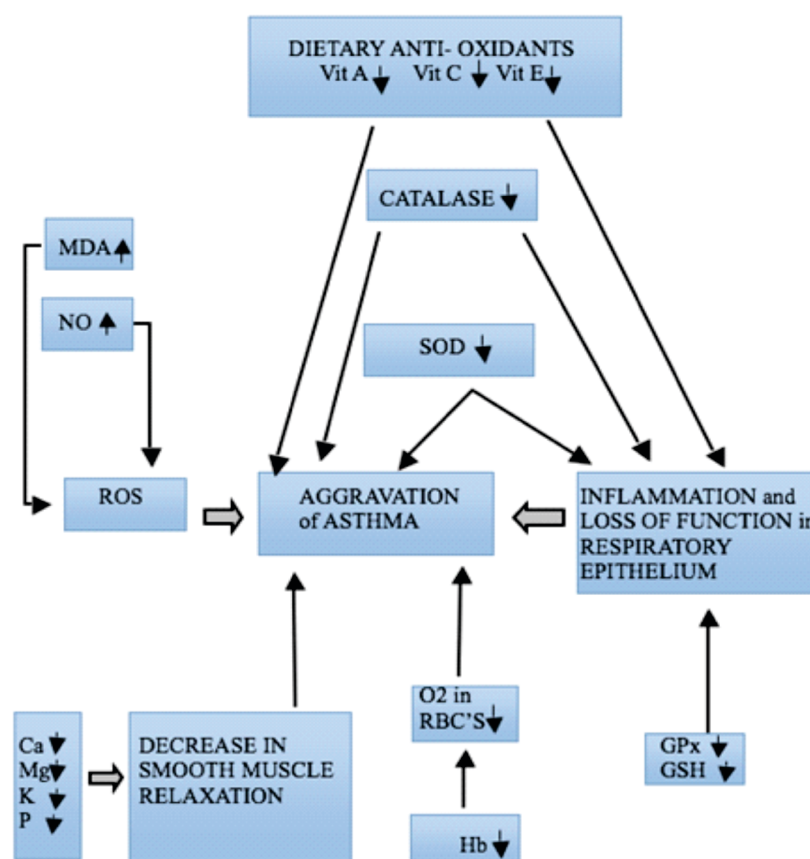 DIETARY ANTI- OXIDANTS
Vit A Vit C Vit E
CATALASE
MDA
NO
SOD
ROS
AGGRAVATION
of ASTHMA
INFLAMMATION and
LOSS OF FUNCTION in
RESPIRATORY
EPITHELIUM
O2 in
RBC'S
Ca
Mg
K
P
DECREASE IN
SMOOTH MUSCLE
RELAXATION
GPx
GSH
Hb